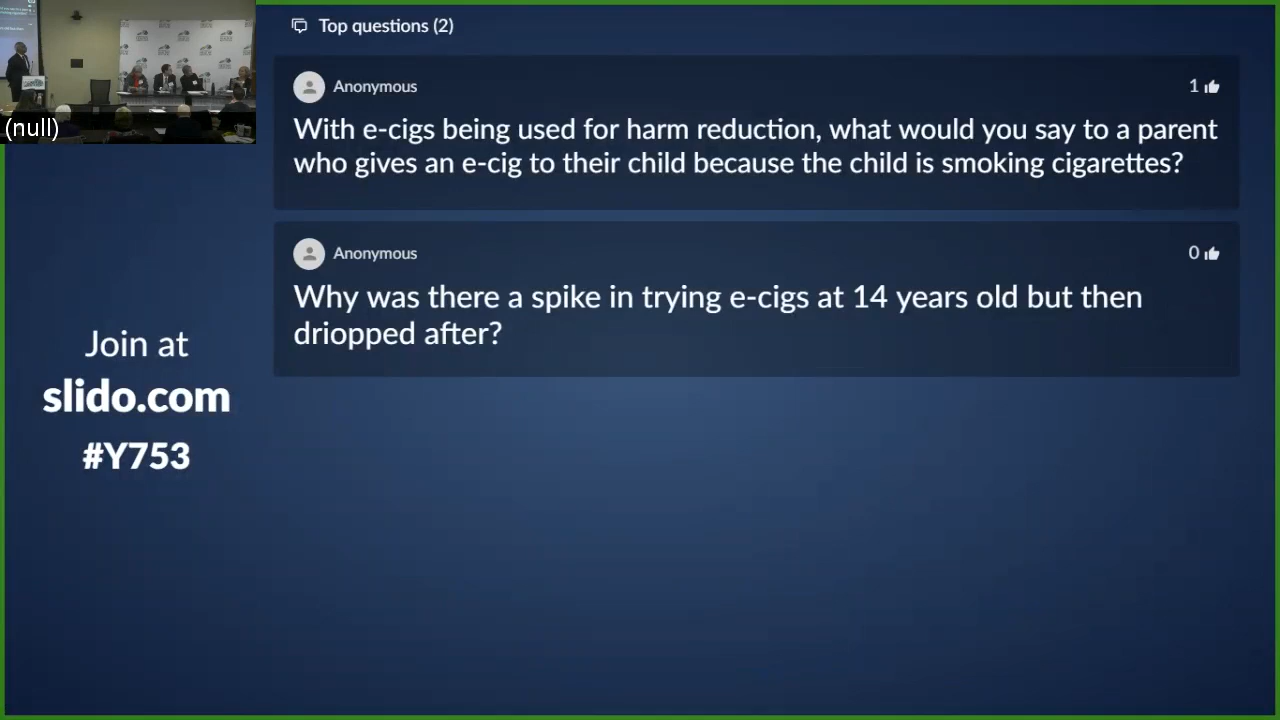 Top questions (2)
Anonymous
1
With e-cigs being used for harm reduction, what would you say to a parent
who gives an e-cig to their child because the child is smoking cigarettes?
Anonymous
0
Why was there a spike in trying e-cigs at 14 years old but then
driopped after?
Join at
slido.com
#Y753
(null)